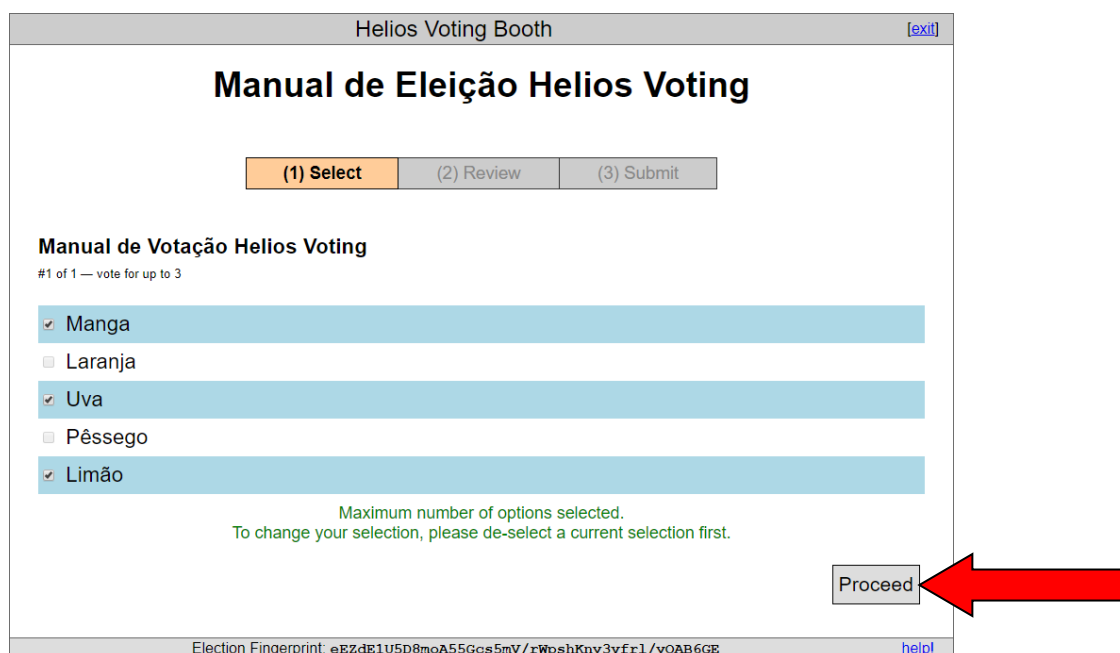 Helios Voting Booth [exit]
Manual de Eleição Helios Voting
(1) Select (2) Review (3) Submit
Manual de Votação Helios Voting
#1 of 1 — vote for up to 3
Manga
Laranja
Uva
Pêssego
Limão
Maximum number of options selected.
To change your selection, please de-select a current selection first.
Proceed
Election Fingerprint: help!